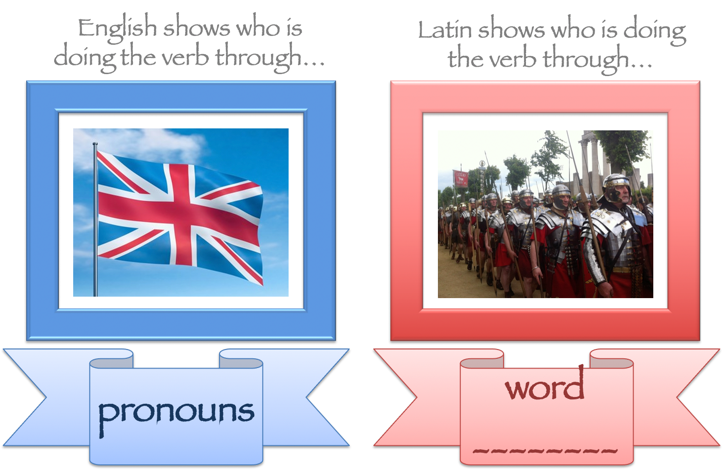 English shows who is
doing the verb through...
Latin shows who is doing
the verb through...
pronouns
word
~~~~~~~~